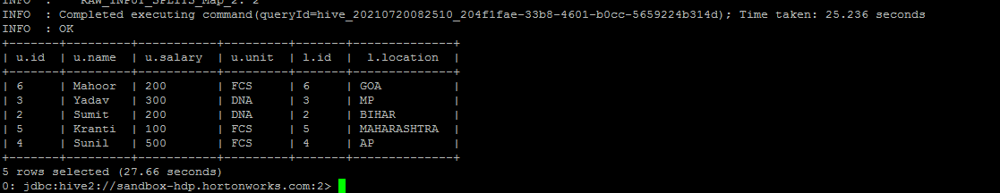 INFO  :     RAW_INPUT_SPLITS_Map_2: 2
INFO  : Completed executing command(queryId=hive_20210720082510_204f1fae-33b8-4601-b0cc-5659224b314d); Time taken: 25.236 seconds
INFO  : OK
+-------+---------+-----------+---------+-------+--------------+
| u.id  | u.name  | u.salary  | u.unit  | l.id  |  l.location  |
+-------+---------+-----------+---------+-------+--------------+
| 6     | Mahoor  | 200       | FCS     | 6     | GOA          |
| 3     | Yadav   | 300       | DNA     | 3     | MP           |
| 2     | Sumit   | 200       | DNA     | 2     | BIHAR        |
| 5     | Kranti  | 100       | FCS     | 5     | MAHARASHTRA  |
| 4     | Sunil   | 500       | FCS     | 4     | AP           |
+-------+---------+-----------+---------+-------+--------------+
5 rows selected (27.66 seconds)
0: jdbc:hive2://sandbox-hdp.hortonworks.com:2>